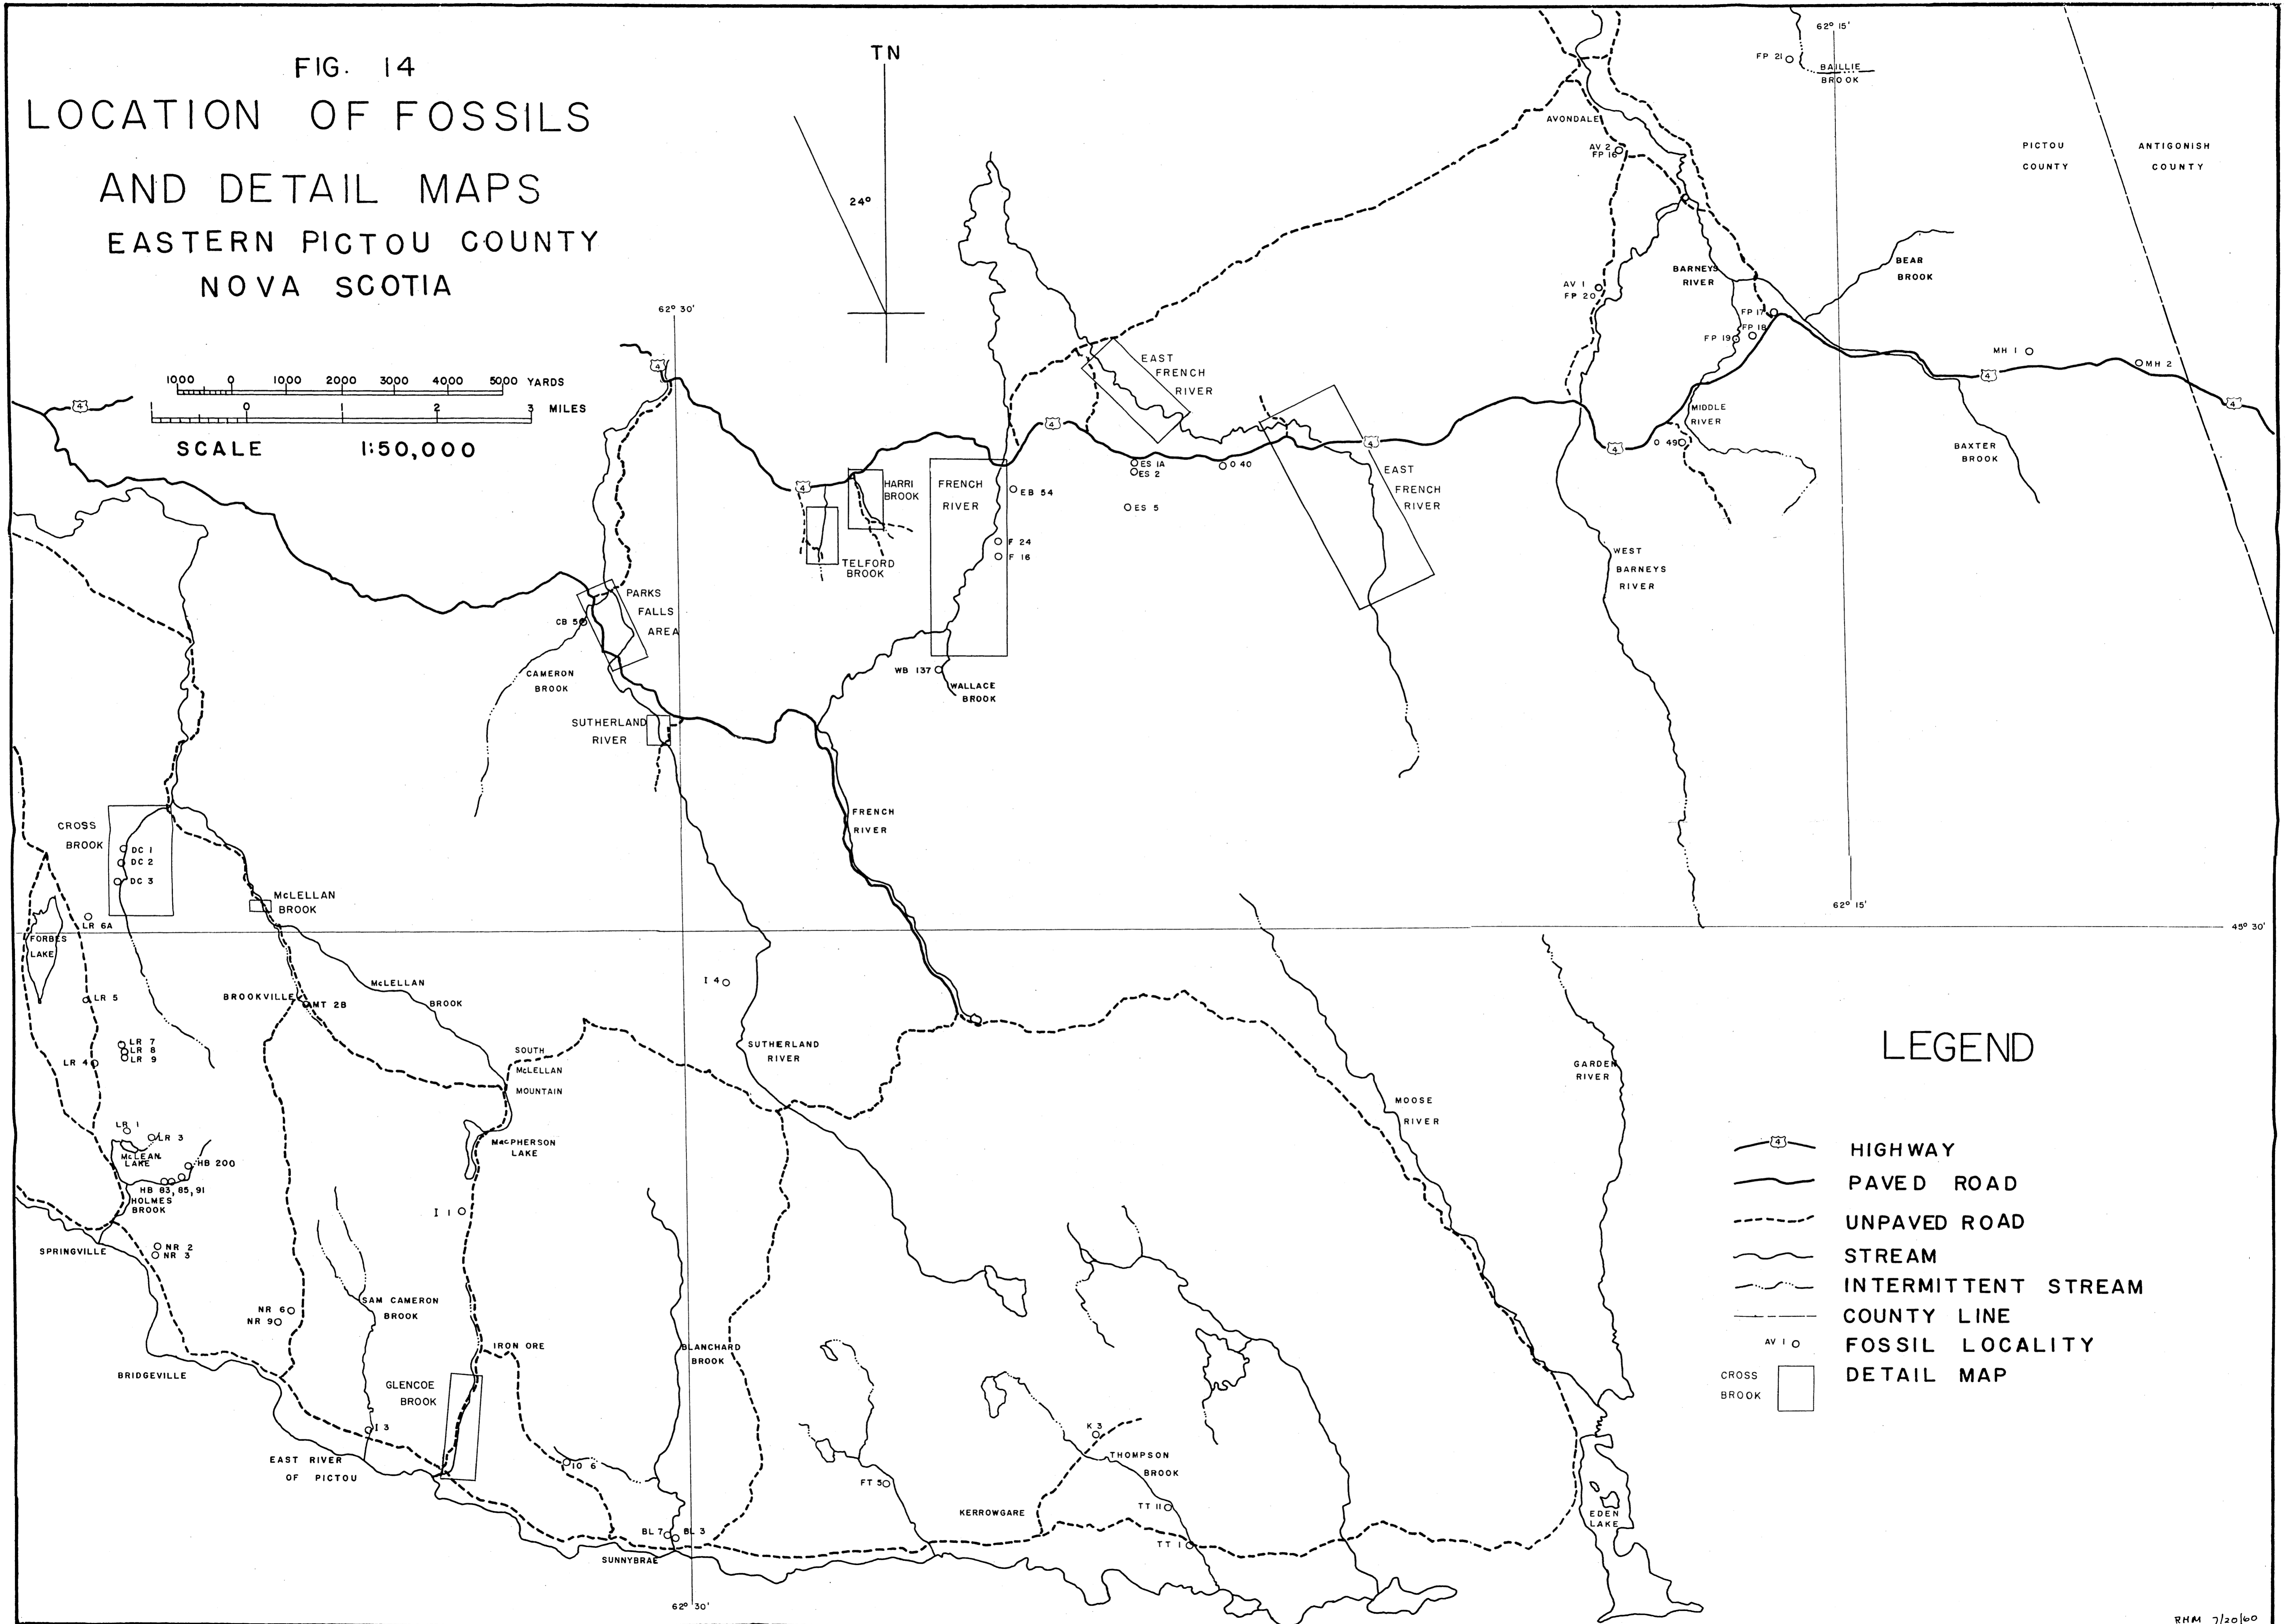 FIG. 14
LOCATION OF FOSSILS
AND DETAIL MAPS
EASTERN PICTOU COUNTY
NOVA SCOTIA
1000 0 1000 2000 3000 4000 5000 YARDS
1 0 1 2 3 MILES
SCALE 1:50,000
TN
24°
62° 30'
62° 15'
FP 21
BAILLIE
BROOK
PICTOU
COUNTY
ANTIGONISH
COUNTY
AVONDALE
AV 2
FP 16
AV 1
FP 20
BARNEYS
RIVER
BEAR
BROOK
FP 17
FP 18
FP 19
MH 1
MH 2
4
4
4
4
4
4
4
4
4
EAST
FRENCH
RIVER
MIDDLE
RIVER
O 49
BAXTER
BROOK
HARRI
BROOK
FRENCH
RIVER
EB 54
ES 1A
ES 2
O 40
ES 5
EAST
FRENCH
RIVER
F 24
F 16
TELFORD
BROOK
WEST
BARNEYS
RIVER
PARKS
FALLS
AREA
CB 5
CAMERON
BROOK
WB 137
WALLACE
BROOK
SUTHERLAND
RIVER
FRENCH
RIVER
CROSS
BROOK
DC 1
DC 2
DC 3
McLELLAN
BROOK
62° 15'
45° 30'
LR 6A
FORBES
LAKE
LR 5
BROOKVILLE
MT 2B
McLELLAN
BROOK
I 4
LR 7
LR 8
LR 9
LR 4
SOUTH
McLELLAN
MOUNTAIN
SUTHERLAND
RIVER
GARDEN
RIVER
MOOSE
RIVER
LR 1
LR 3
McLEAN
LAKE
HB 200
HB 83, 85, 91
HOLMES
BROOK
MacPHERSON
LAKE
I 1
SPRINGVILLE
NR 2
NR 3
NR 6
NR 9
SAM CAMERON
BROOK
BRIDGEVILLE
IRON ORE
BLANCHARD
BROOK
GLENCOE
BROOK
I 3
EAST RIVER
OF PICTOU
IO 6
FT 5
K 3
THOMPSON
BROOK
TT 11
KERROWGARE
TT 1
BL 7
BL 3
SUNNYBRAE
EDEN
LAKE
62° 30'
LEGEND
4
HIGHWAY
PAVED ROAD
UNPAVED ROAD
STREAM
INTERMITTENT STREAM
COUNTY LINE
AV 1 FOSSIL LOCALITY
CROSS
BROOK
DETAIL MAP
RHM 7/20/60